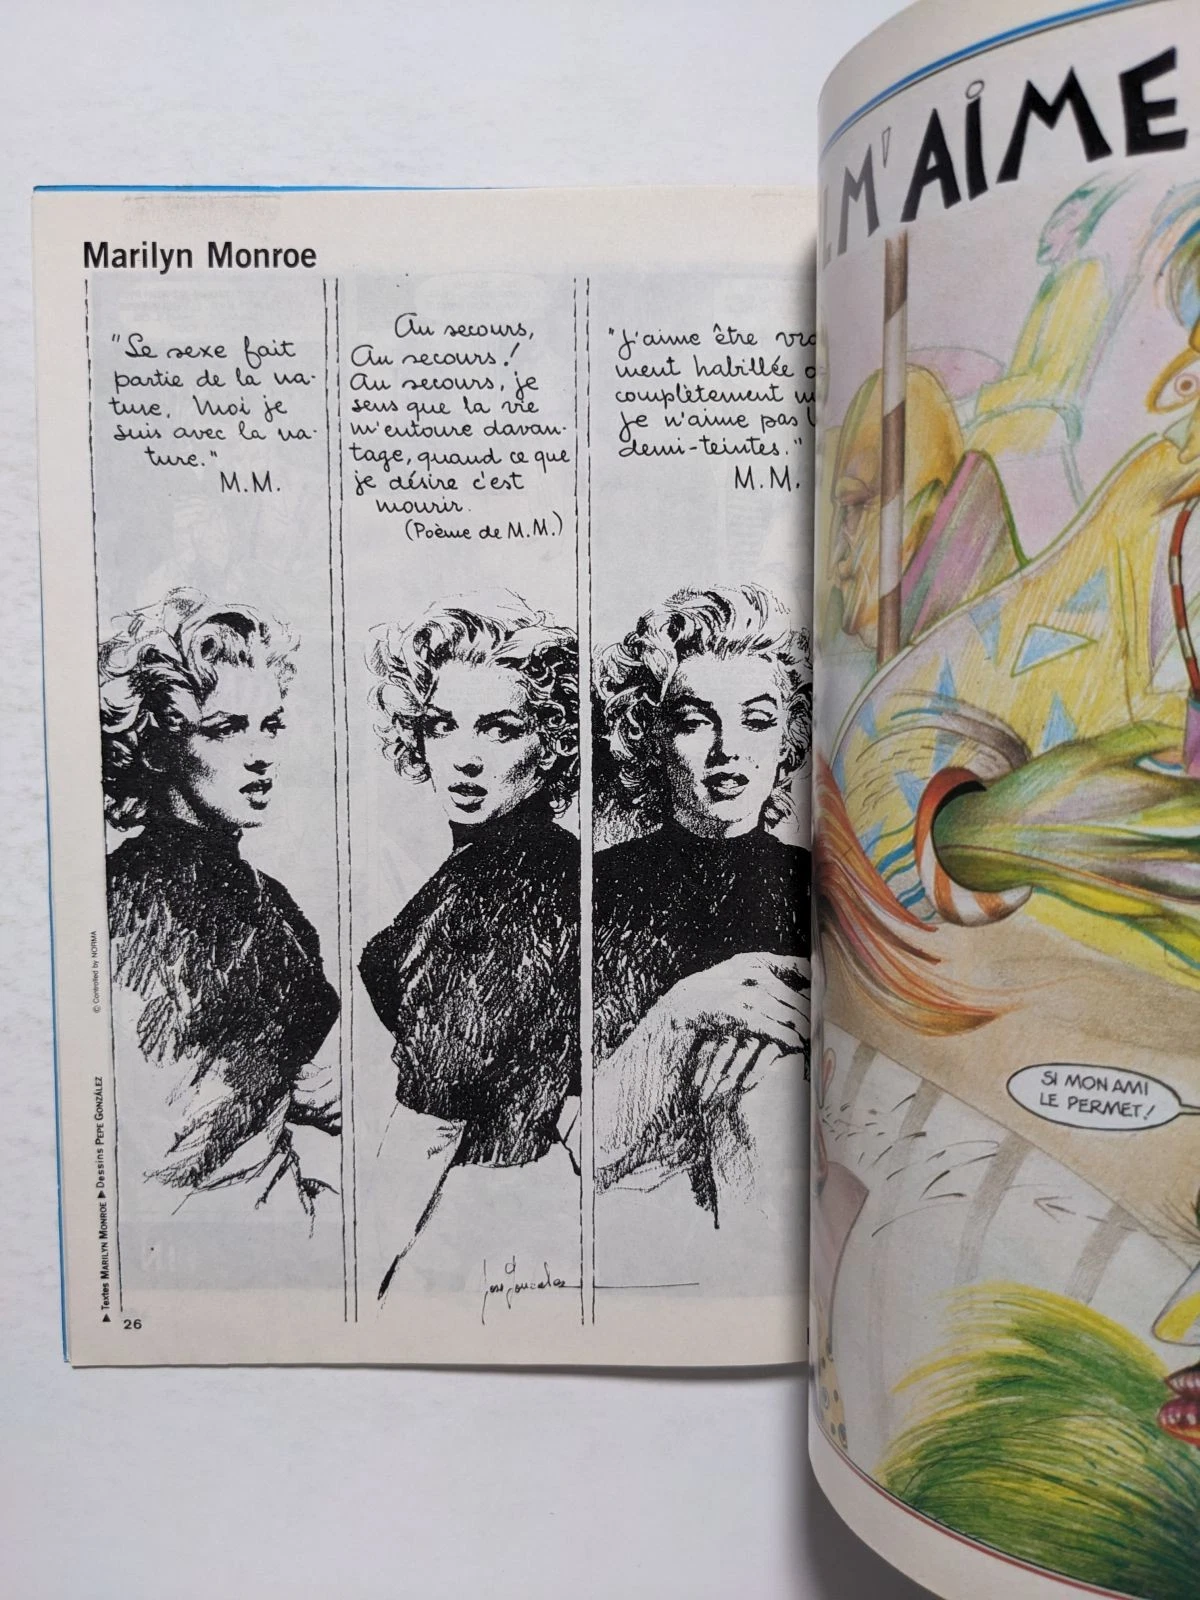 Marilyn Monroe
"Le sexe fait
partie de la na-
ture. Moi je
suis avec la na-
ture."
M.M.
Au secours,
Au secours!
Au secours, je
sens que la vie
m'entoure davan-
tage, quand ce que
je désire c'est
mourir.
(Poème de M.M.)
"J'aime être
ment habillée
complètement
je n'aime pas
demi-teintes."
M.M.
© Controlled by NORMA
▶ Textes MARILYN MONROE ▶ Dessins PEPE GONZÁLEZ
26
M'AIME
SI MON AMI
LE PERMET!